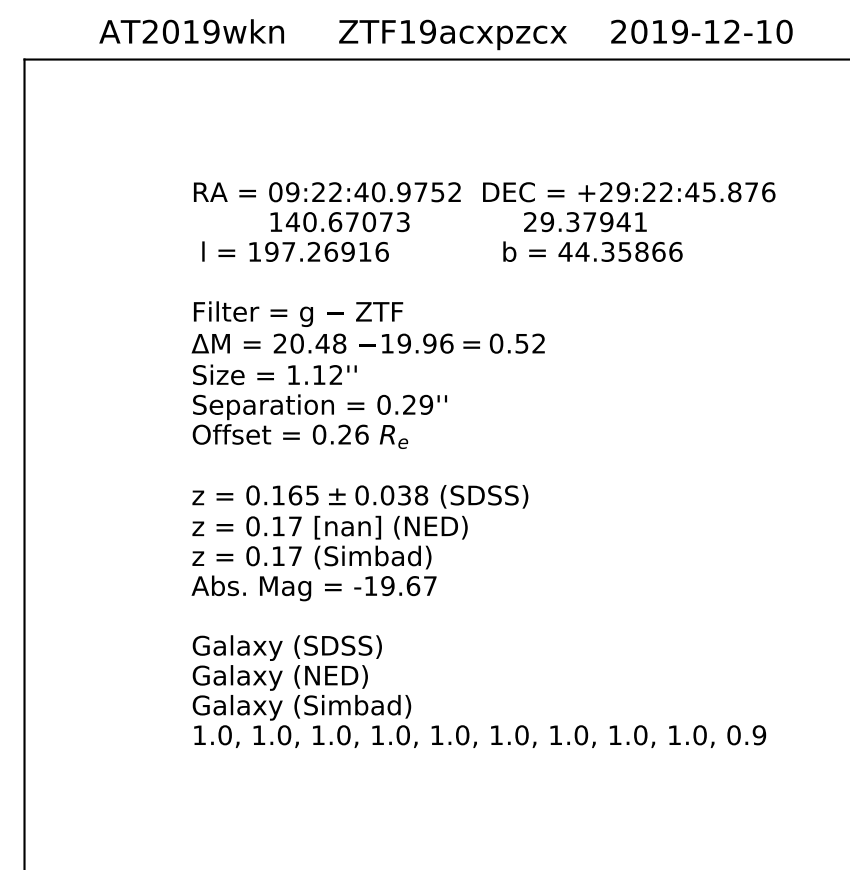 AT2019wkn ZTF19acxpzcx 2019-12-10
RA = 09:22:40.9752 DEC = +29:22:45.876
140.67073 29.37941
l = 197.26916 b = 44.35866
Filter = g − ZTF
ΔM = 20.48 −19.96 = 0.52
Size = 1.12''
Separation = 0.29''
Offset = 0.26 Rₑ
z = 0.165 ± 0.038 (SDSS)
z = 0.17 [nan] (NED)
z = 0.17 (Simbad)
Abs. Mag = -19.67
Galaxy (SDSS)
Galaxy (NED)
Galaxy (Simbad)
1.0, 1.0, 1.0, 1.0, 1.0, 1.0, 1.0, 1.0, 1.0, 0.9